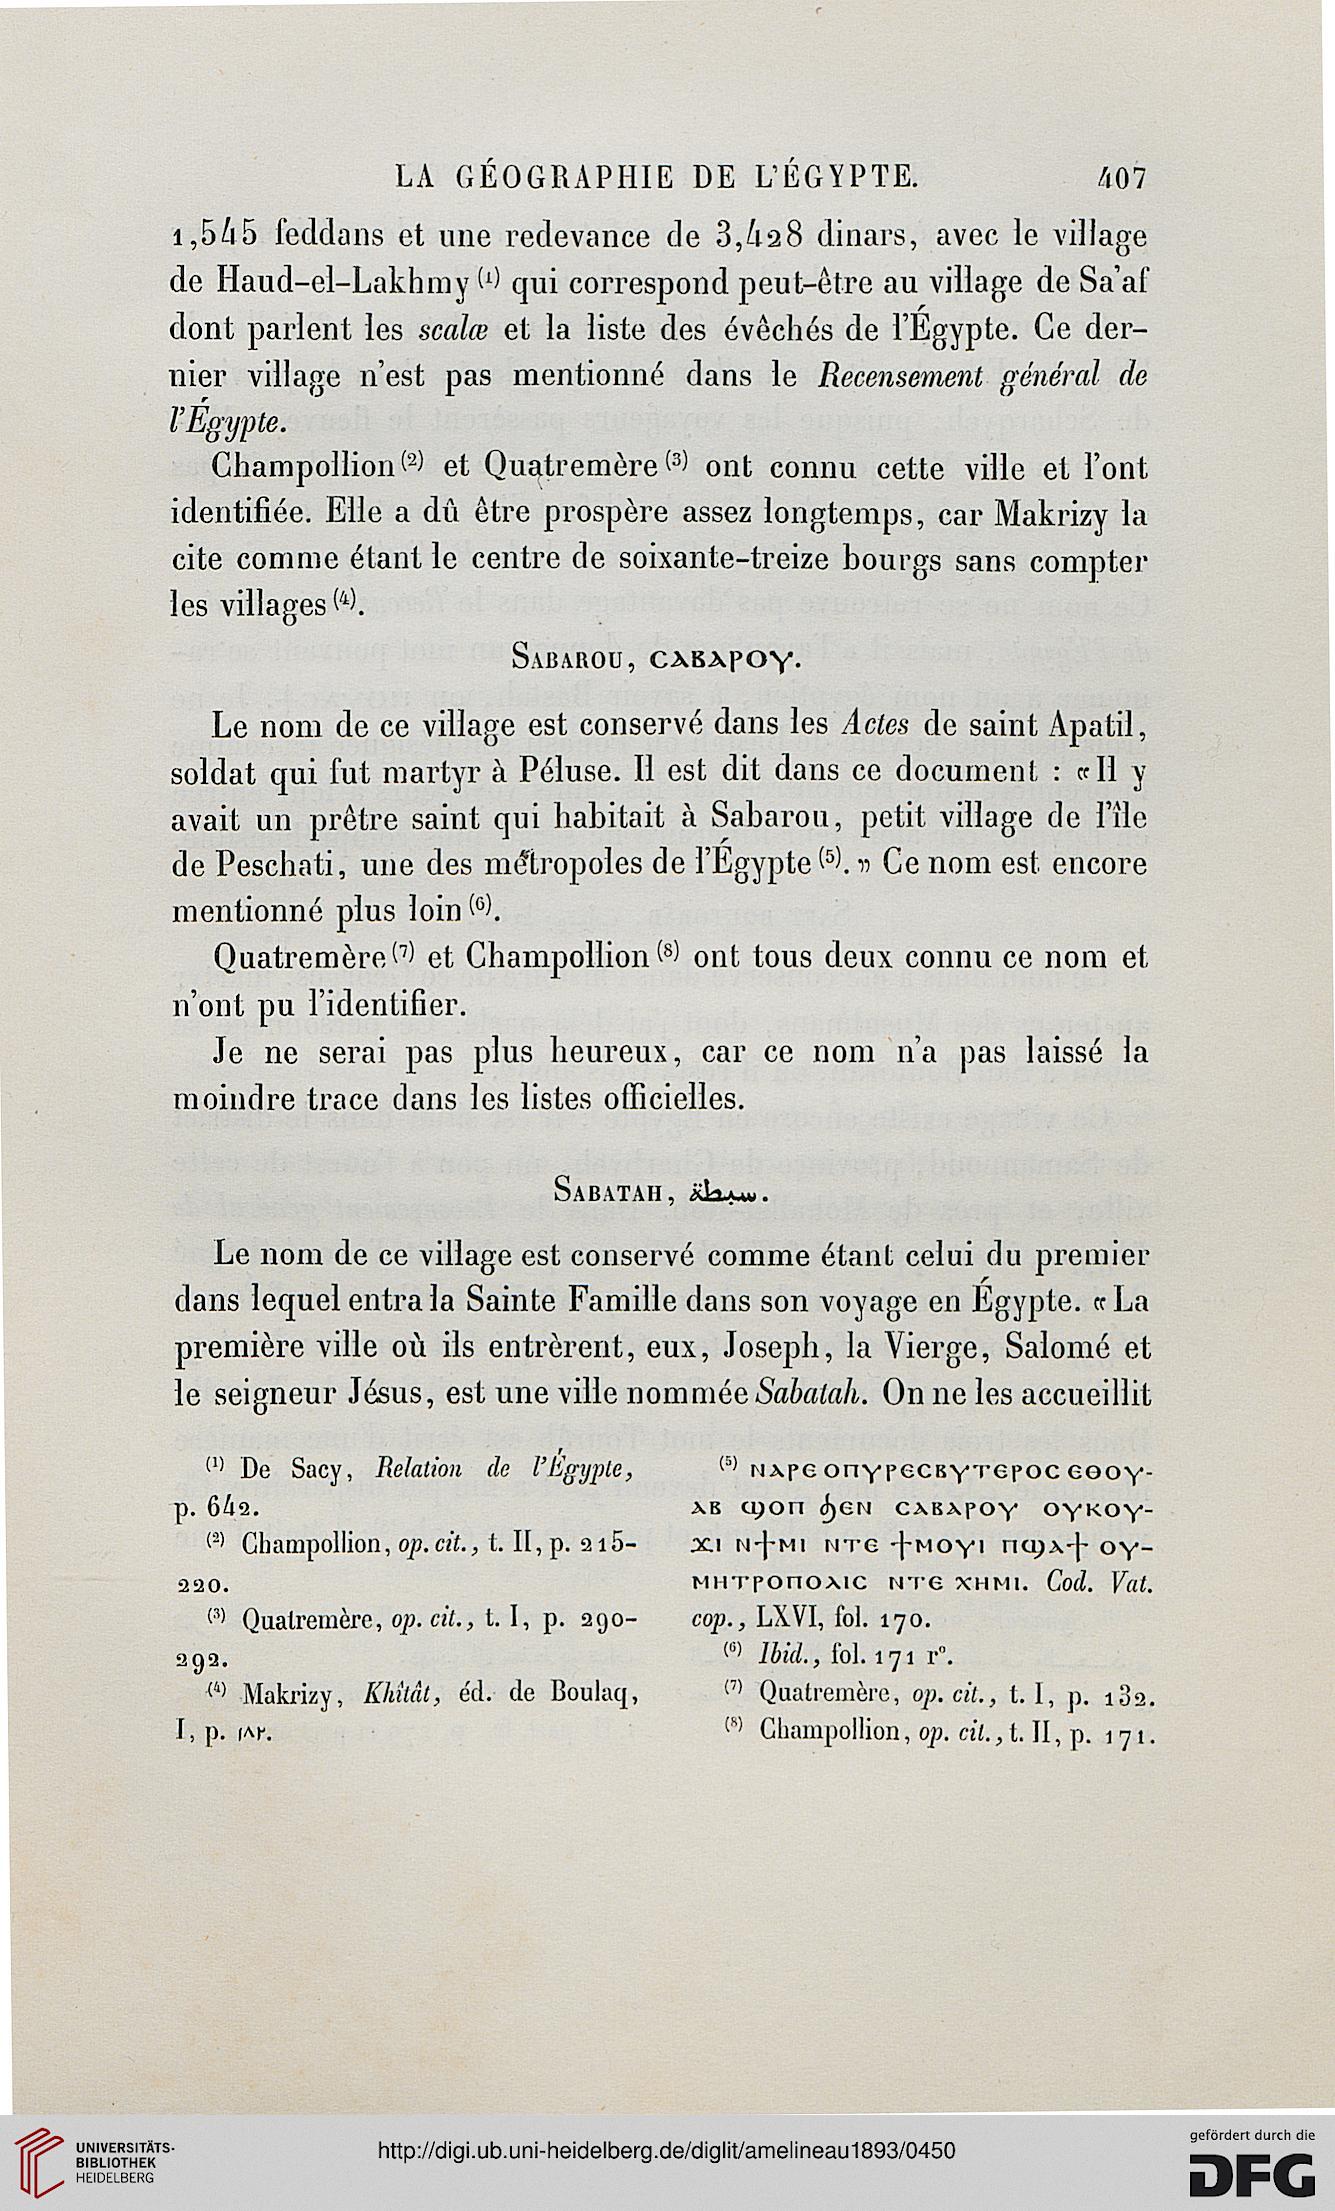 LA GÉOGRAPHIE DE L'ÉGYPTE. 407
1,545 feddans et une redevance de 3,428 dinars, avec le village
de Haud-el-Lakhmy (1) qui correspond peut-être au village de Sa'af
dont parlent les scalæ et la liste des évêchés de l'Égypte. Ce der-
nier village n'est pas mentionné dans le Recensement général de
l'Égypte.
Champollion (2) et Quatremère (3) ont connu cette ville et l'ont
identifiée. Elle a dû être prospère assez longtemps, car Makrizy la
cite comme étant le centre de soixante-treize bourgs sans compter
les villages (4).
SABAROU, ⲥⲁⲃⲁⲣⲟⲩ.
Le nom de ce village est conservé dans les Actes de saint Apatil,
soldat qui fut martyr à Péluse. Il est dit dans ce document : «Il y
avait un prêtre saint qui habitait à Sabarou, petit village de l'île
de Peschati, une des métropoles de l'Égypte (5).» Ce nom est encore
mentionné plus loin (6).
Quatremère (7) et Champollion (8) ont tous deux connu ce nom et
n'ont pu l'identifier.
Je ne serai pas plus heureux, car ce nom n'a pas laissé la
moindre trace dans les listes officielles.
SABATAH, سبطة.
Le nom de ce village est conservé comme étant celui du premier
dans lequel entra la Sainte Famille dans son voyage en Égypte. «La
première ville où ils entrèrent, eux, Joseph, la Vierge, Salomé et
le seigneur Jésus, est une ville nommée Sabatah. On ne les accueillit
(1) De Sacy, Relation de l'Égypte,
p. 642.
(2) Champollion, op. cit., t. II, p. 215-
220.
(3) Quatremère, op. cit., t. I, p. 290-
292.
(4) Makrizy, Khîtât, éd. de Boulaq,
I, p. ١٨٣.
(5) ⲛⲁⲣⲉ ⲟⲡⲩⲣⲉⲥⲃⲩⲧⲉⲣⲟⲥ ⲉⲑⲟⲩ-
ⲁⲃ ϣⲟⲡ ϧⲉⲛ ⲥⲁⲃⲁⲣⲟⲩ ⲟⲩⲕⲟⲩ-
ϫⲓ ⲛϯⲙⲓ ⲛⲧⲉ ϯⲙⲟⲩⲓ ⲡϣⲁϯ ⲟⲩ-
ⲙⲏⲧⲣⲟⲡⲟⲗⲓⲥ ⲛⲧⲉ ⲭⲏⲙⲓ. Cod. Vat.
cop., LXVI, fol. 170.
(6) Ibid., fol. 171 r°.
(7) Quatremère, op. cit., t. I, p. 132.
(8) Champollion, op. cit., t. II, p. 171.
UNIVERSITÄTS-
BIBLIOTHEK
HEIDELBERG
http://digi.ub.uni-heidelberg.de/diglit/amelineau1893/0450
gefördert durch die
DFG